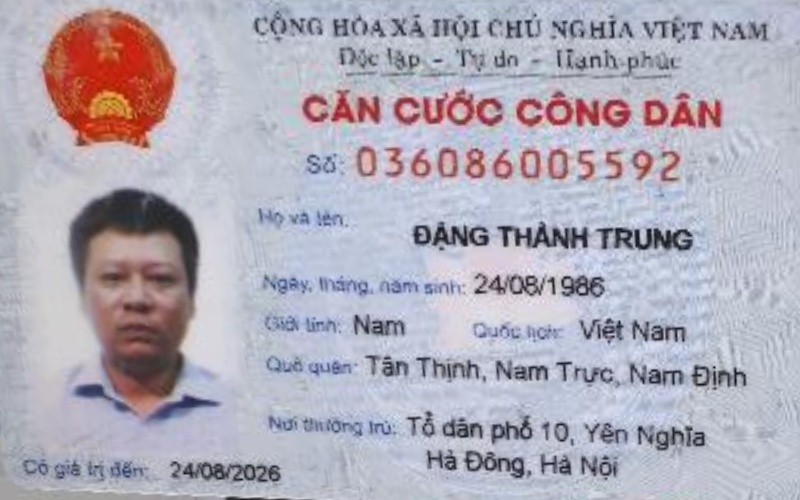 CỘNG HÒA XÃ HỘI CHỦ NGHĨA VIỆT NAM
Độc lập - Tự do - Hạnh phúc
CĂN CƯỚC CÔNG DÂN
Số: 036086005592
Họ và tên:
ĐẶNG THÀNH TRUNG
Ngày, tháng, năm sinh: 24/08/1986
Giới tính: Nam Quốc tịch: Việt Nam
Quê quán: Tân Thịnh, Nam Trực, Nam Định
Nơi thường trú: Tổ dân phố 10, Yên Nghĩa
Hà Đông, Hà Nội
Có giá trị đến: 24/08/2026